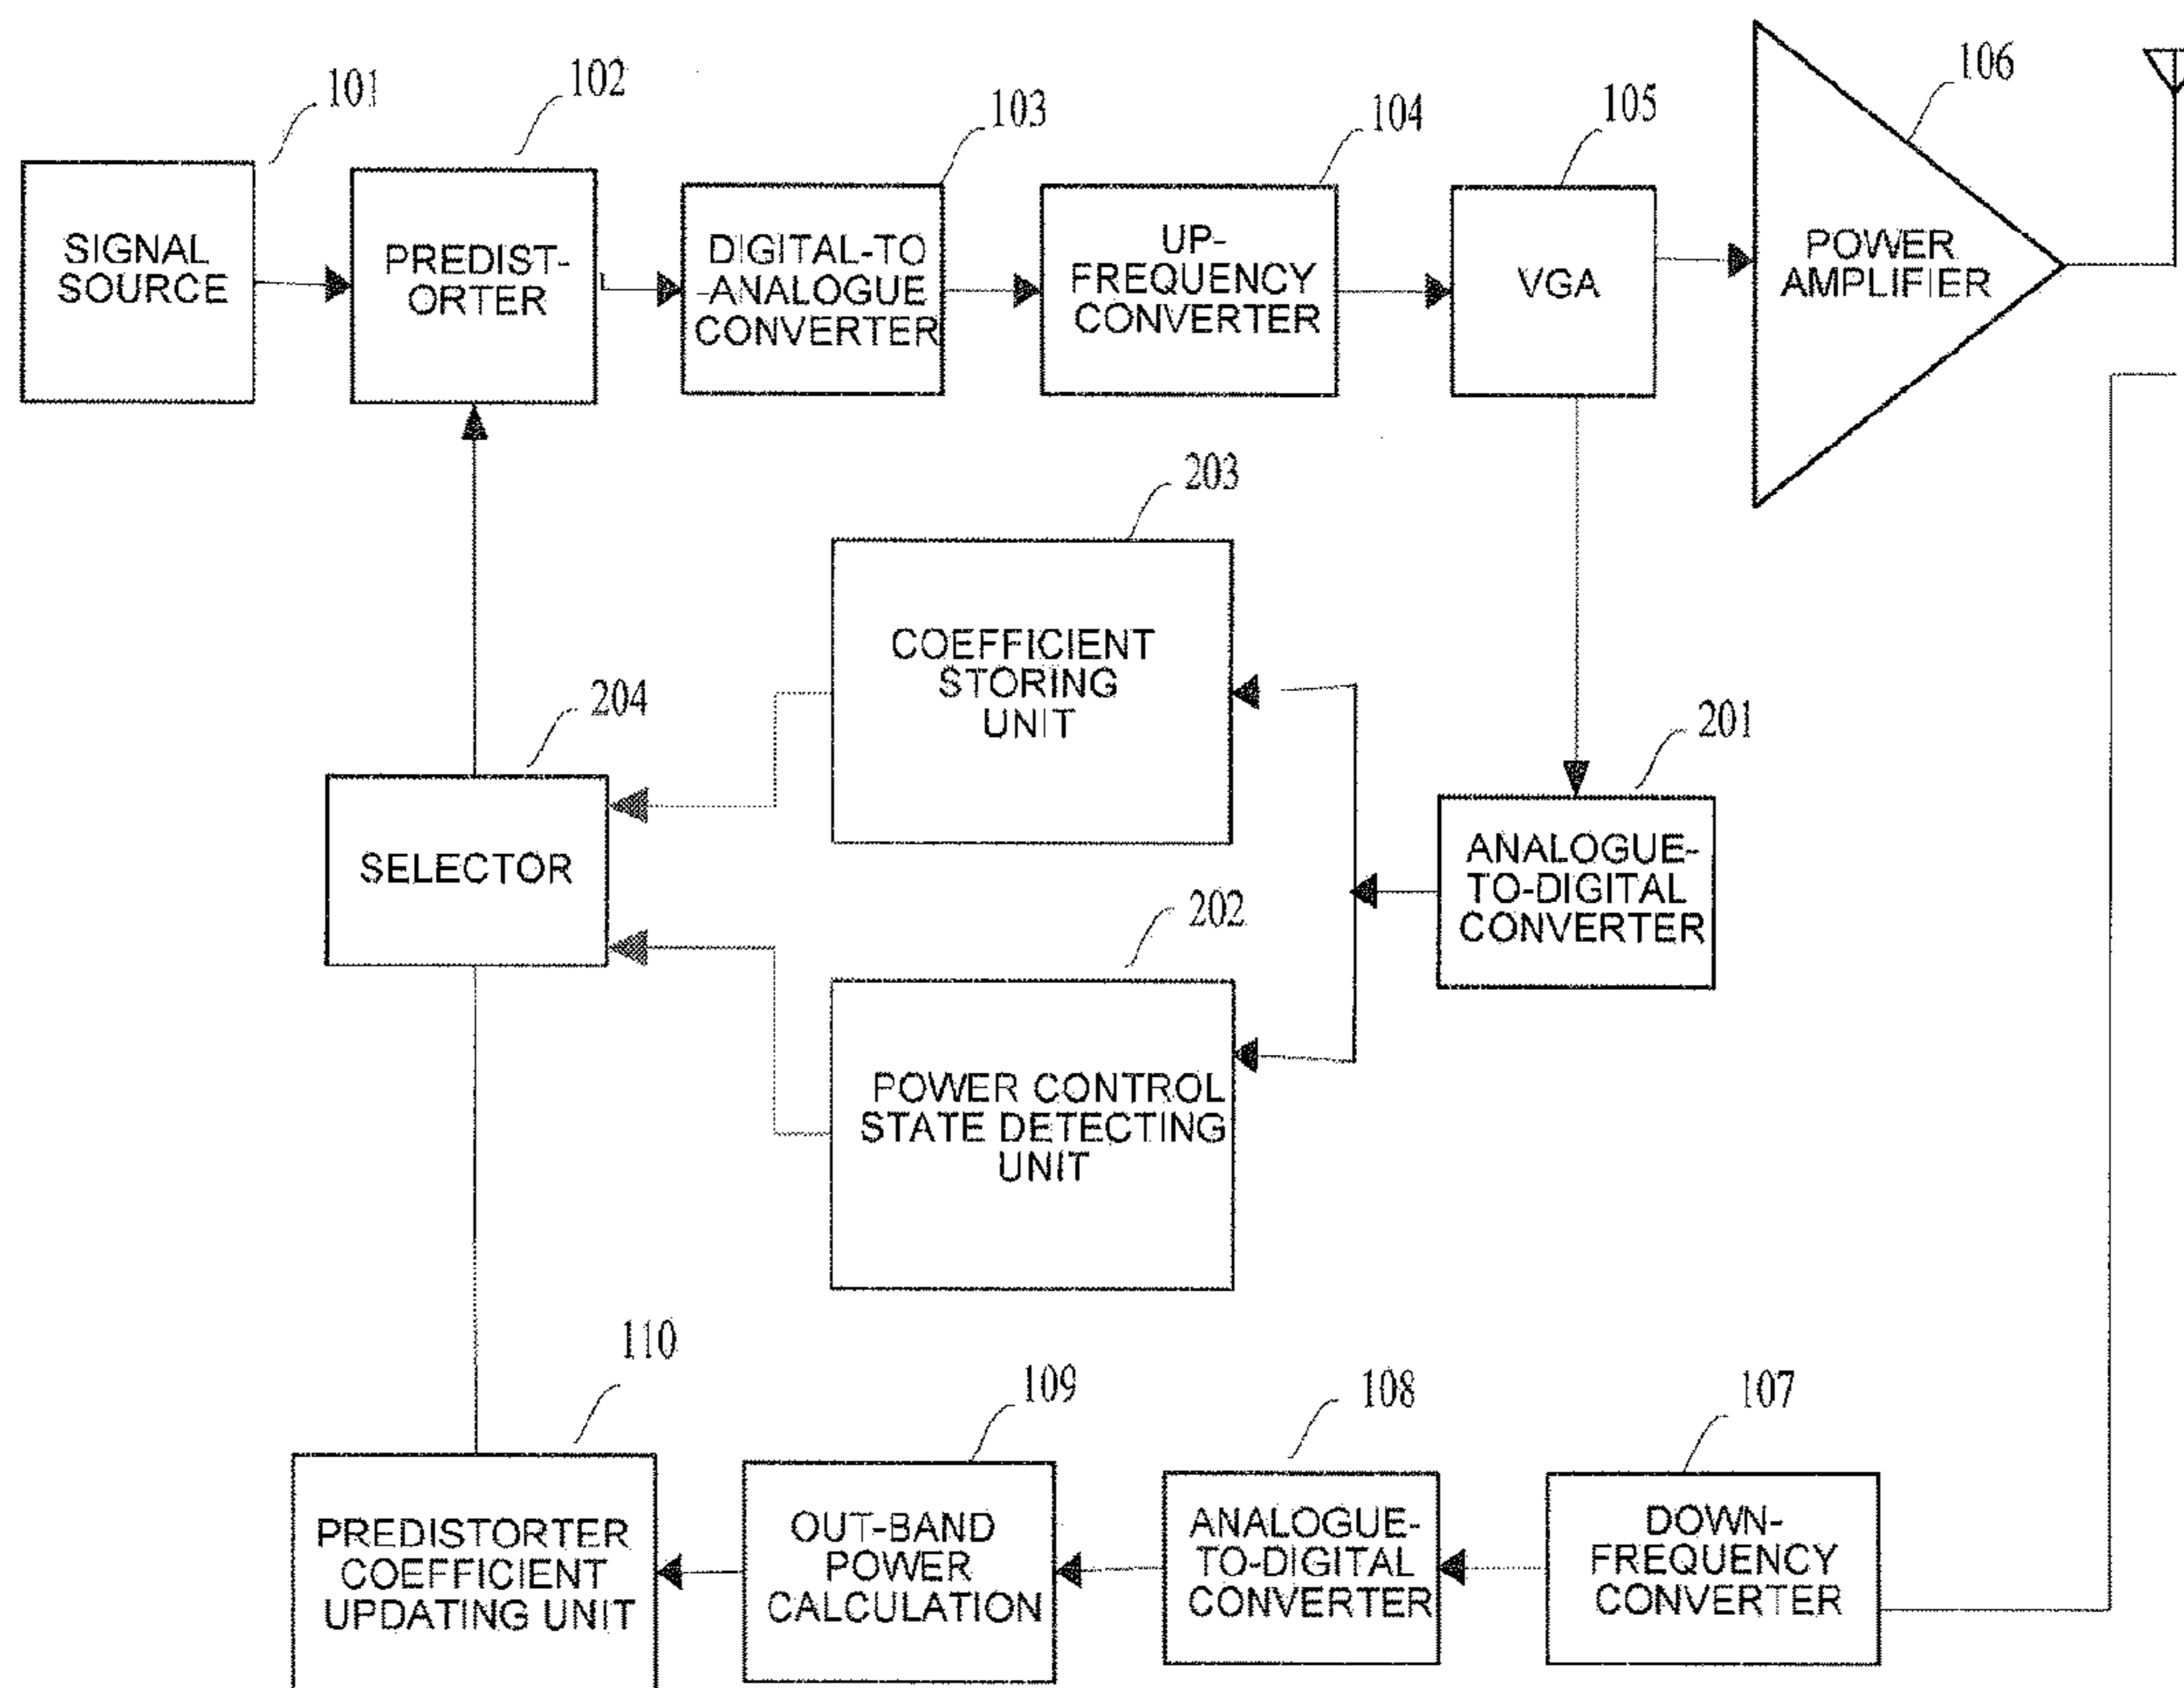 101
102
103
104
105
106
SIGNAL
SOURCE
PREDIST-
ORTER
DIGITAL-TO
-ANALOGUE
CONVERTER
UP-
FREQUENCY
CONVERTER
VGA
POWER
AMPLIFIER
203
COEFFICIENT
STORING
UNIT
204
SELECTOR
201
ANALOGUE-
TO-DIGITAL
CONVERTER
202
POWER CONTROL
STATE DETECTING
UNIT
110
PREDISTORTER
COEFFICIENT
UPDATING UNIT
109
OUT-BAND
POWER
CALCULATION
108
ANALOGUE-
TO-DIGITAL
CONVERTER
107
DOWN-
FREQUENCY
CONVERTER